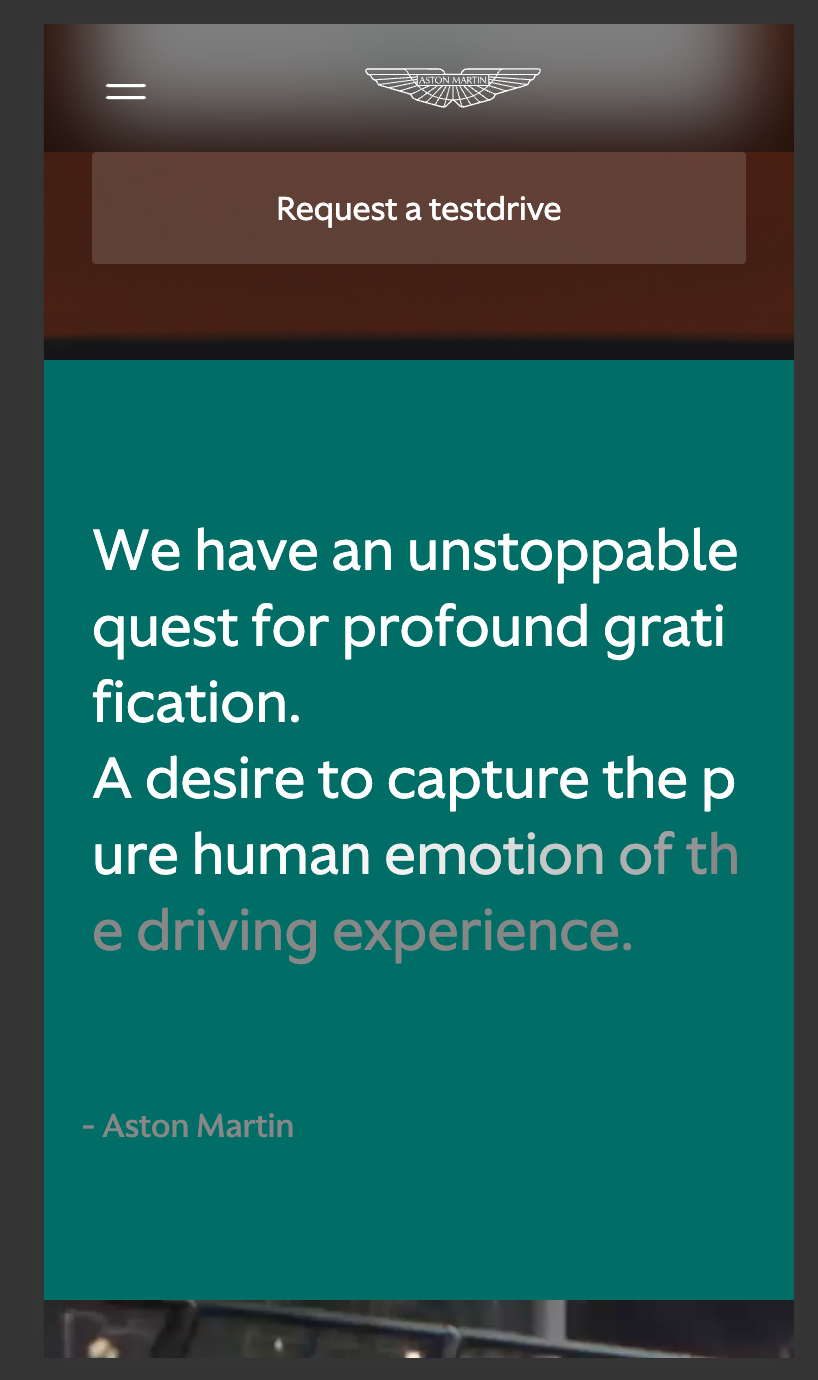 ASTON MARTIN
Request a testdrive
We have an unstoppable
quest for profound grati
fication.
A desire to capture the p
ure human emotion of th
e driving experience.
- Aston Martin